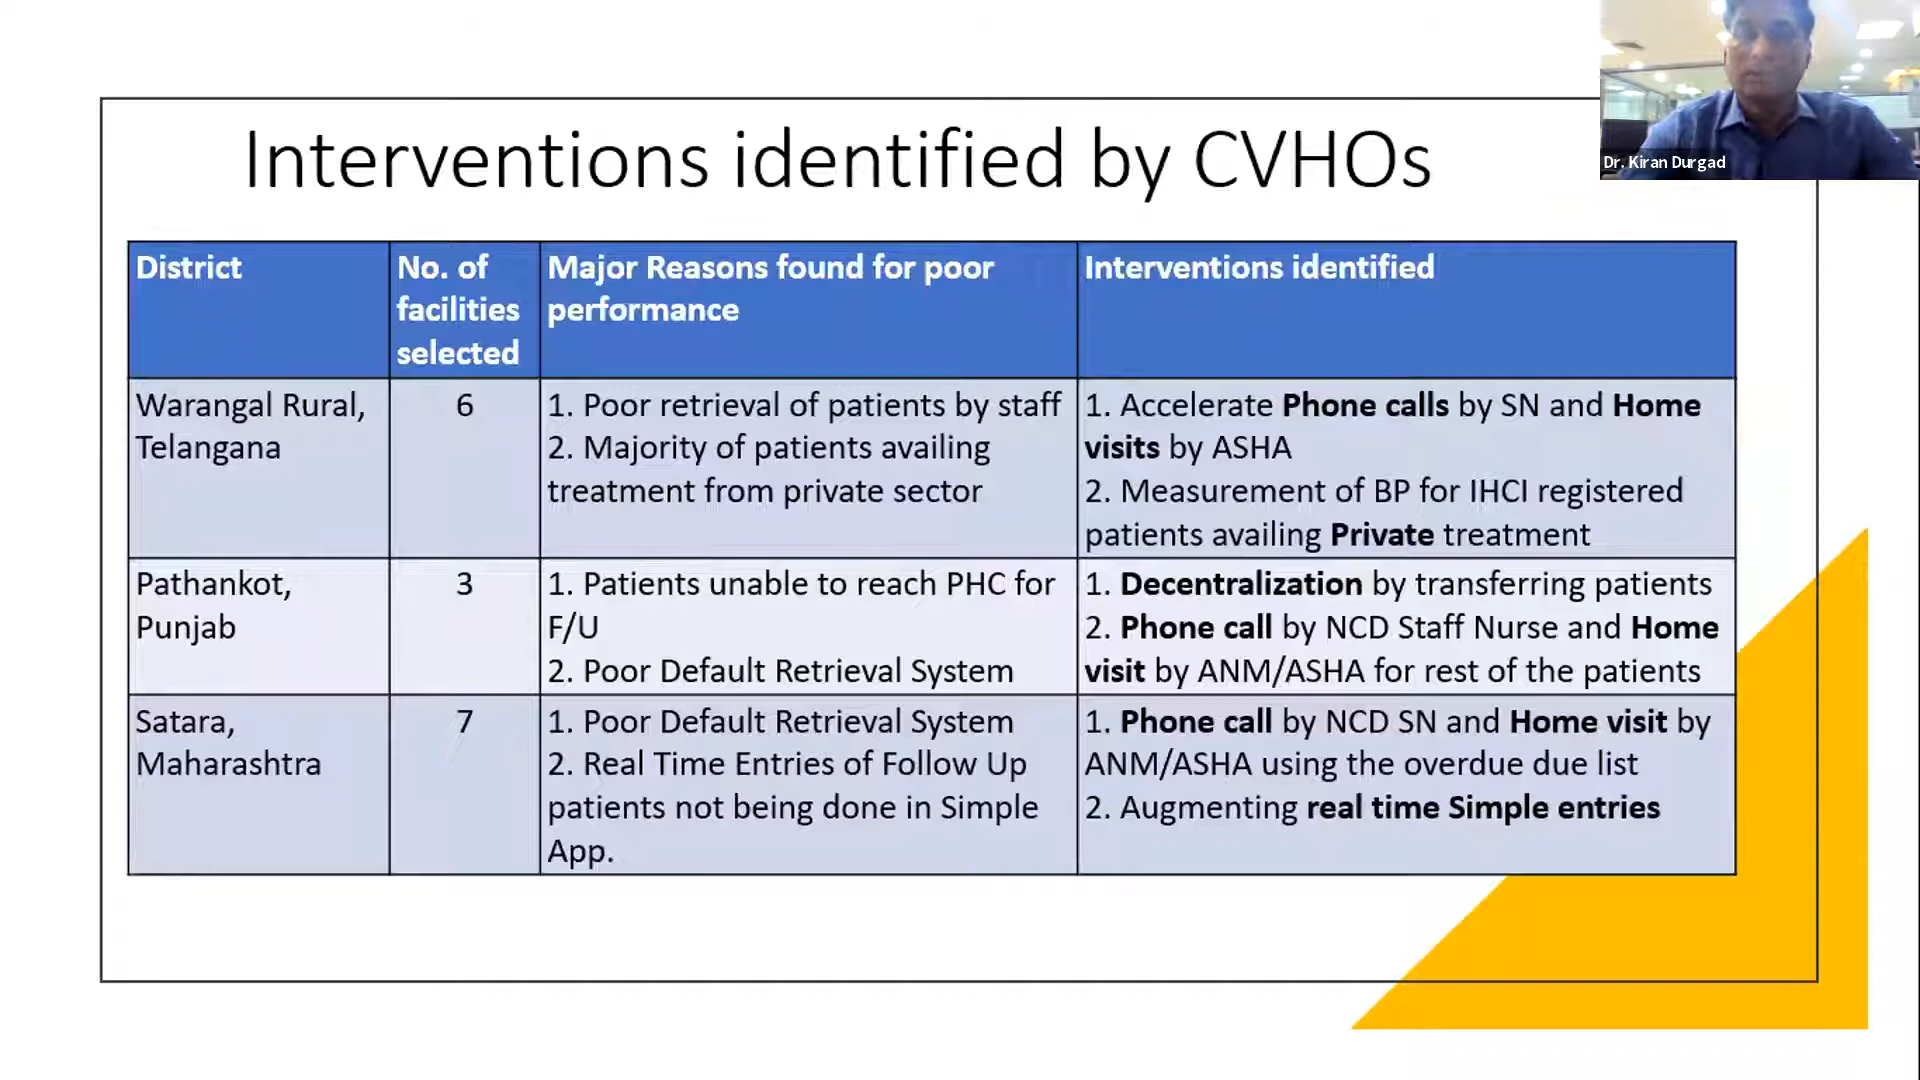 Dr. Kiran Durgad
Interventions identified by CVHOs
District
No. of
facilities
selected
Major Reasons found for poor
performance
Interventions identified
Warangal Rural,
Telangana
6
1. Poor retrieval of patients by staff
2. Majority of patients availing
treatment from private sector
1. Accelerate Phone calls by SN and Home
visits by ASHA
2. Measurement of BP for IHCI registered
patients availing Private treatment
Pathankot,
Punjab
3
1. Patients unable to reach PHC for
F/U
2. Poor Default Retrieval System
1. Decentralization by transferring patients
2. Phone call by NCD Staff Nurse and Home
visit by ANM/ASHA for rest of the patients
Satara,
Maharashtra
7
1. Poor Default Retrieval System
2. Real Time Entries of Follow Up
patients not being done in Simple
App.
1. Phone call by NCD SN and Home visit by
ANM/ASHA using the overdue due list
2. Augmenting real time Simple entries